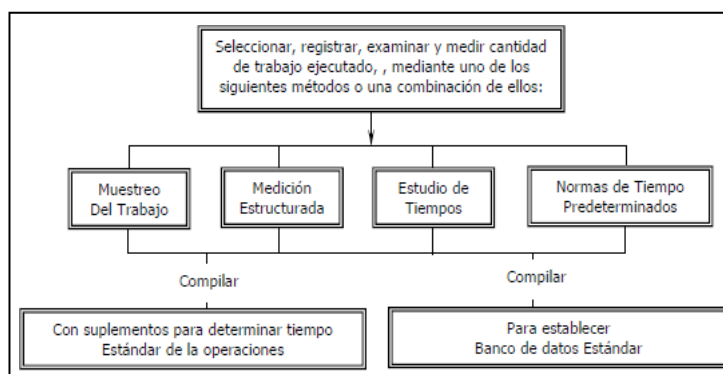 Seleccionar, registrar, examinar y medir cantidad
de trabajo ejecutado, , mediante uno de los
siguientes métodos o una combinación de ellos:
Muestreo
Del Trabajo
Medición
Estructurada
Estudio de
Tiempos
Normas de Tiempo
Predeterminados
Compilar
Compilar
Con suplementos para determinar tiempo
Estándar de la operaciones
Para establecer
Banco de datos Estándar